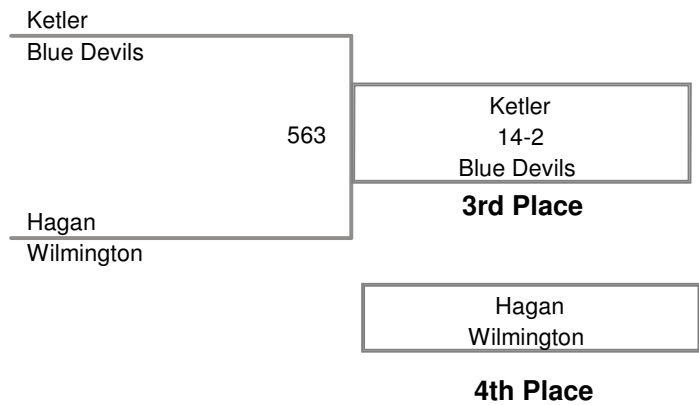 Ketler
Blue Devils
563
Ketler
14-2
Blue Devils
3rd Place
Hagan
Wilmington
Hagan
Wilmington
4th Place